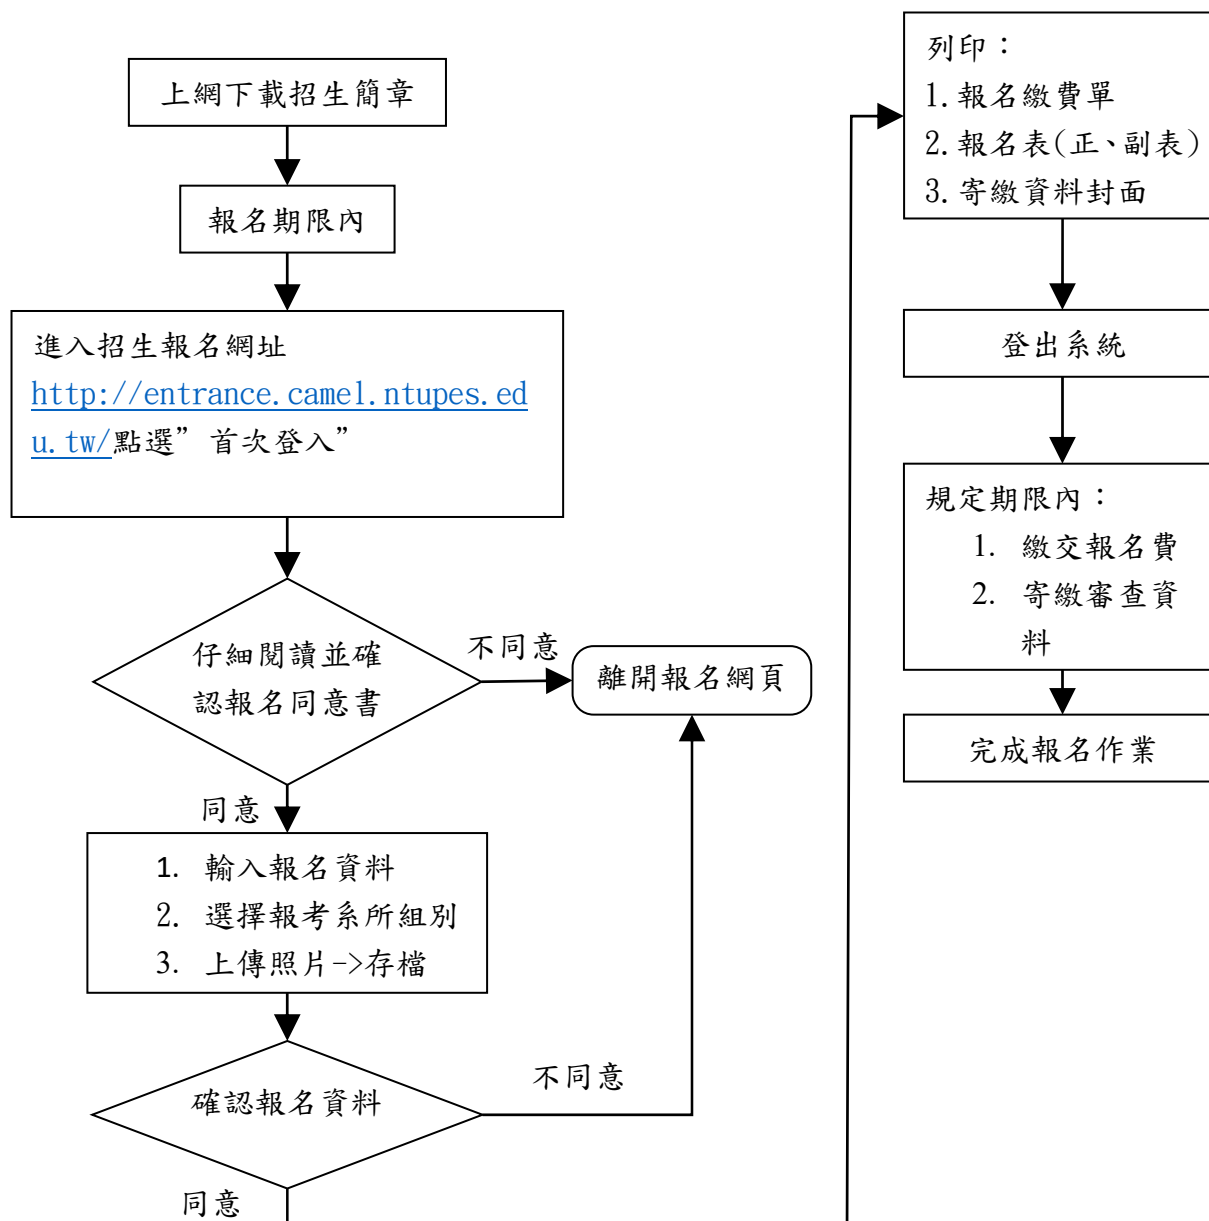 上網下載招生簡章
報名期限內
進入招生報名網址
http://entrance.camel.ntupes.ed
u.tw/點選”首次登入”
仔細閱讀並確
認報名同意書
不同意
離開報名網頁
同意
1. 輸入報名資料
2. 選擇報考系所組別
3. 上傳照片->存檔
確認報名資料
不同意
同意
列印：
1.報名繳費單
2.報名表(正、副表)
3.寄繳資料封面
登出系統
規定期限內：
1. 繳交報名費
2. 寄繳審查資
料
完成報名作業